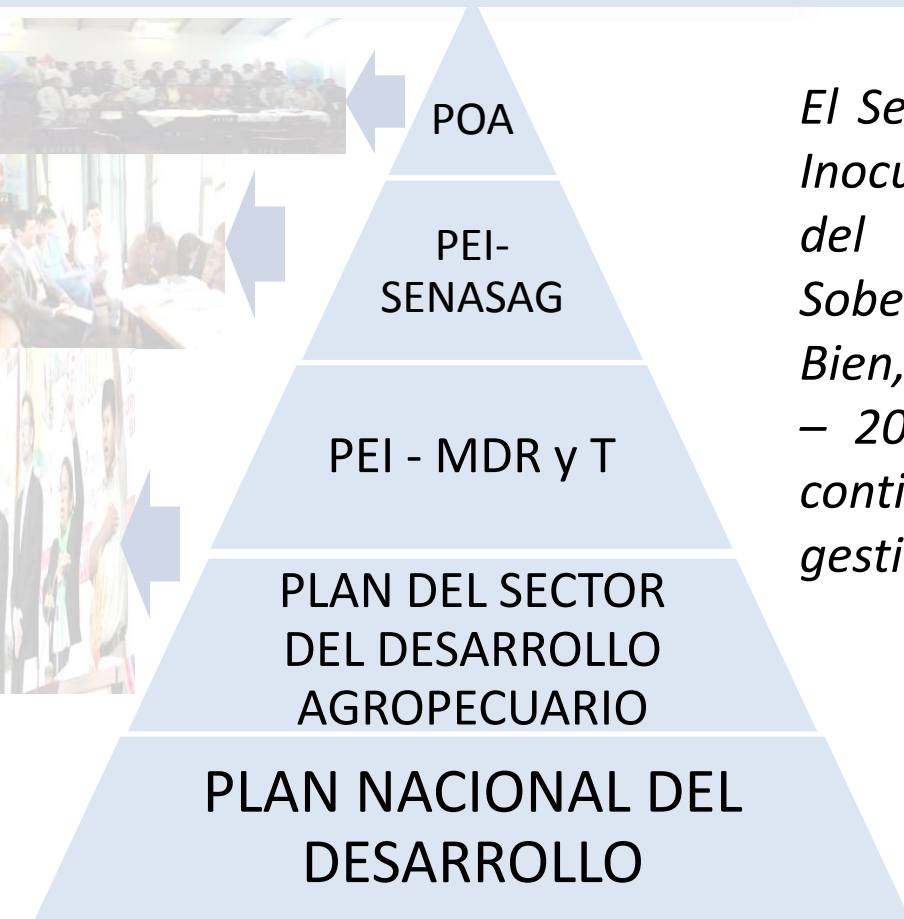 POA
PEI-
SENASAG
PEI - MDR y T
PLAN DEL SECTOR
DEL DESARROLLO
AGROPECUARIO
PLAN NACIONAL DEL
DESARROLLO
El Se
Inocu
del
Sobe
Bien,
– 20
conti
gesti